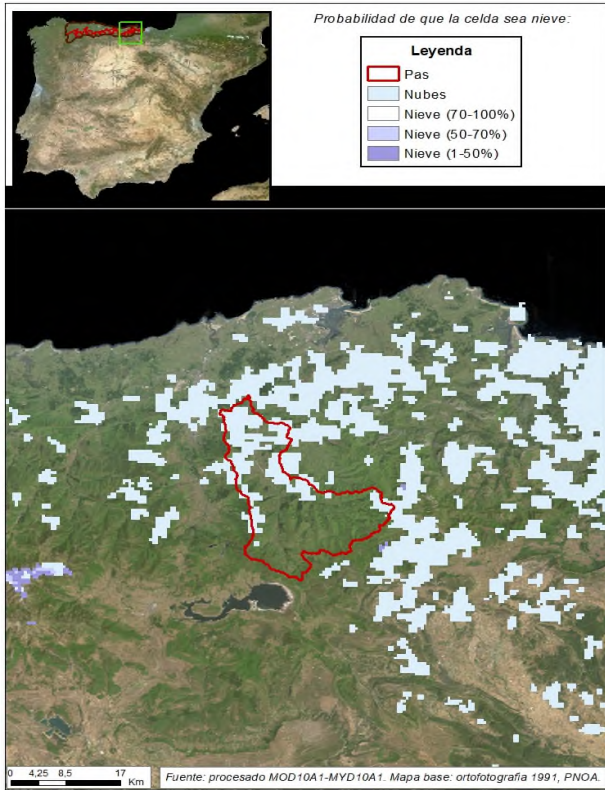 Probabilidad de que la celda sea nieve:
Leyenda
Pas
Nubes
Nieve (70-100%)
Nieve (50-70%)
Nieve (1-50%)
0 4,25 8,5 17
Km
Fuente: procesado MOD10A1-MYD10A1. Mapa base: ortofotografia 1991, PNOA.